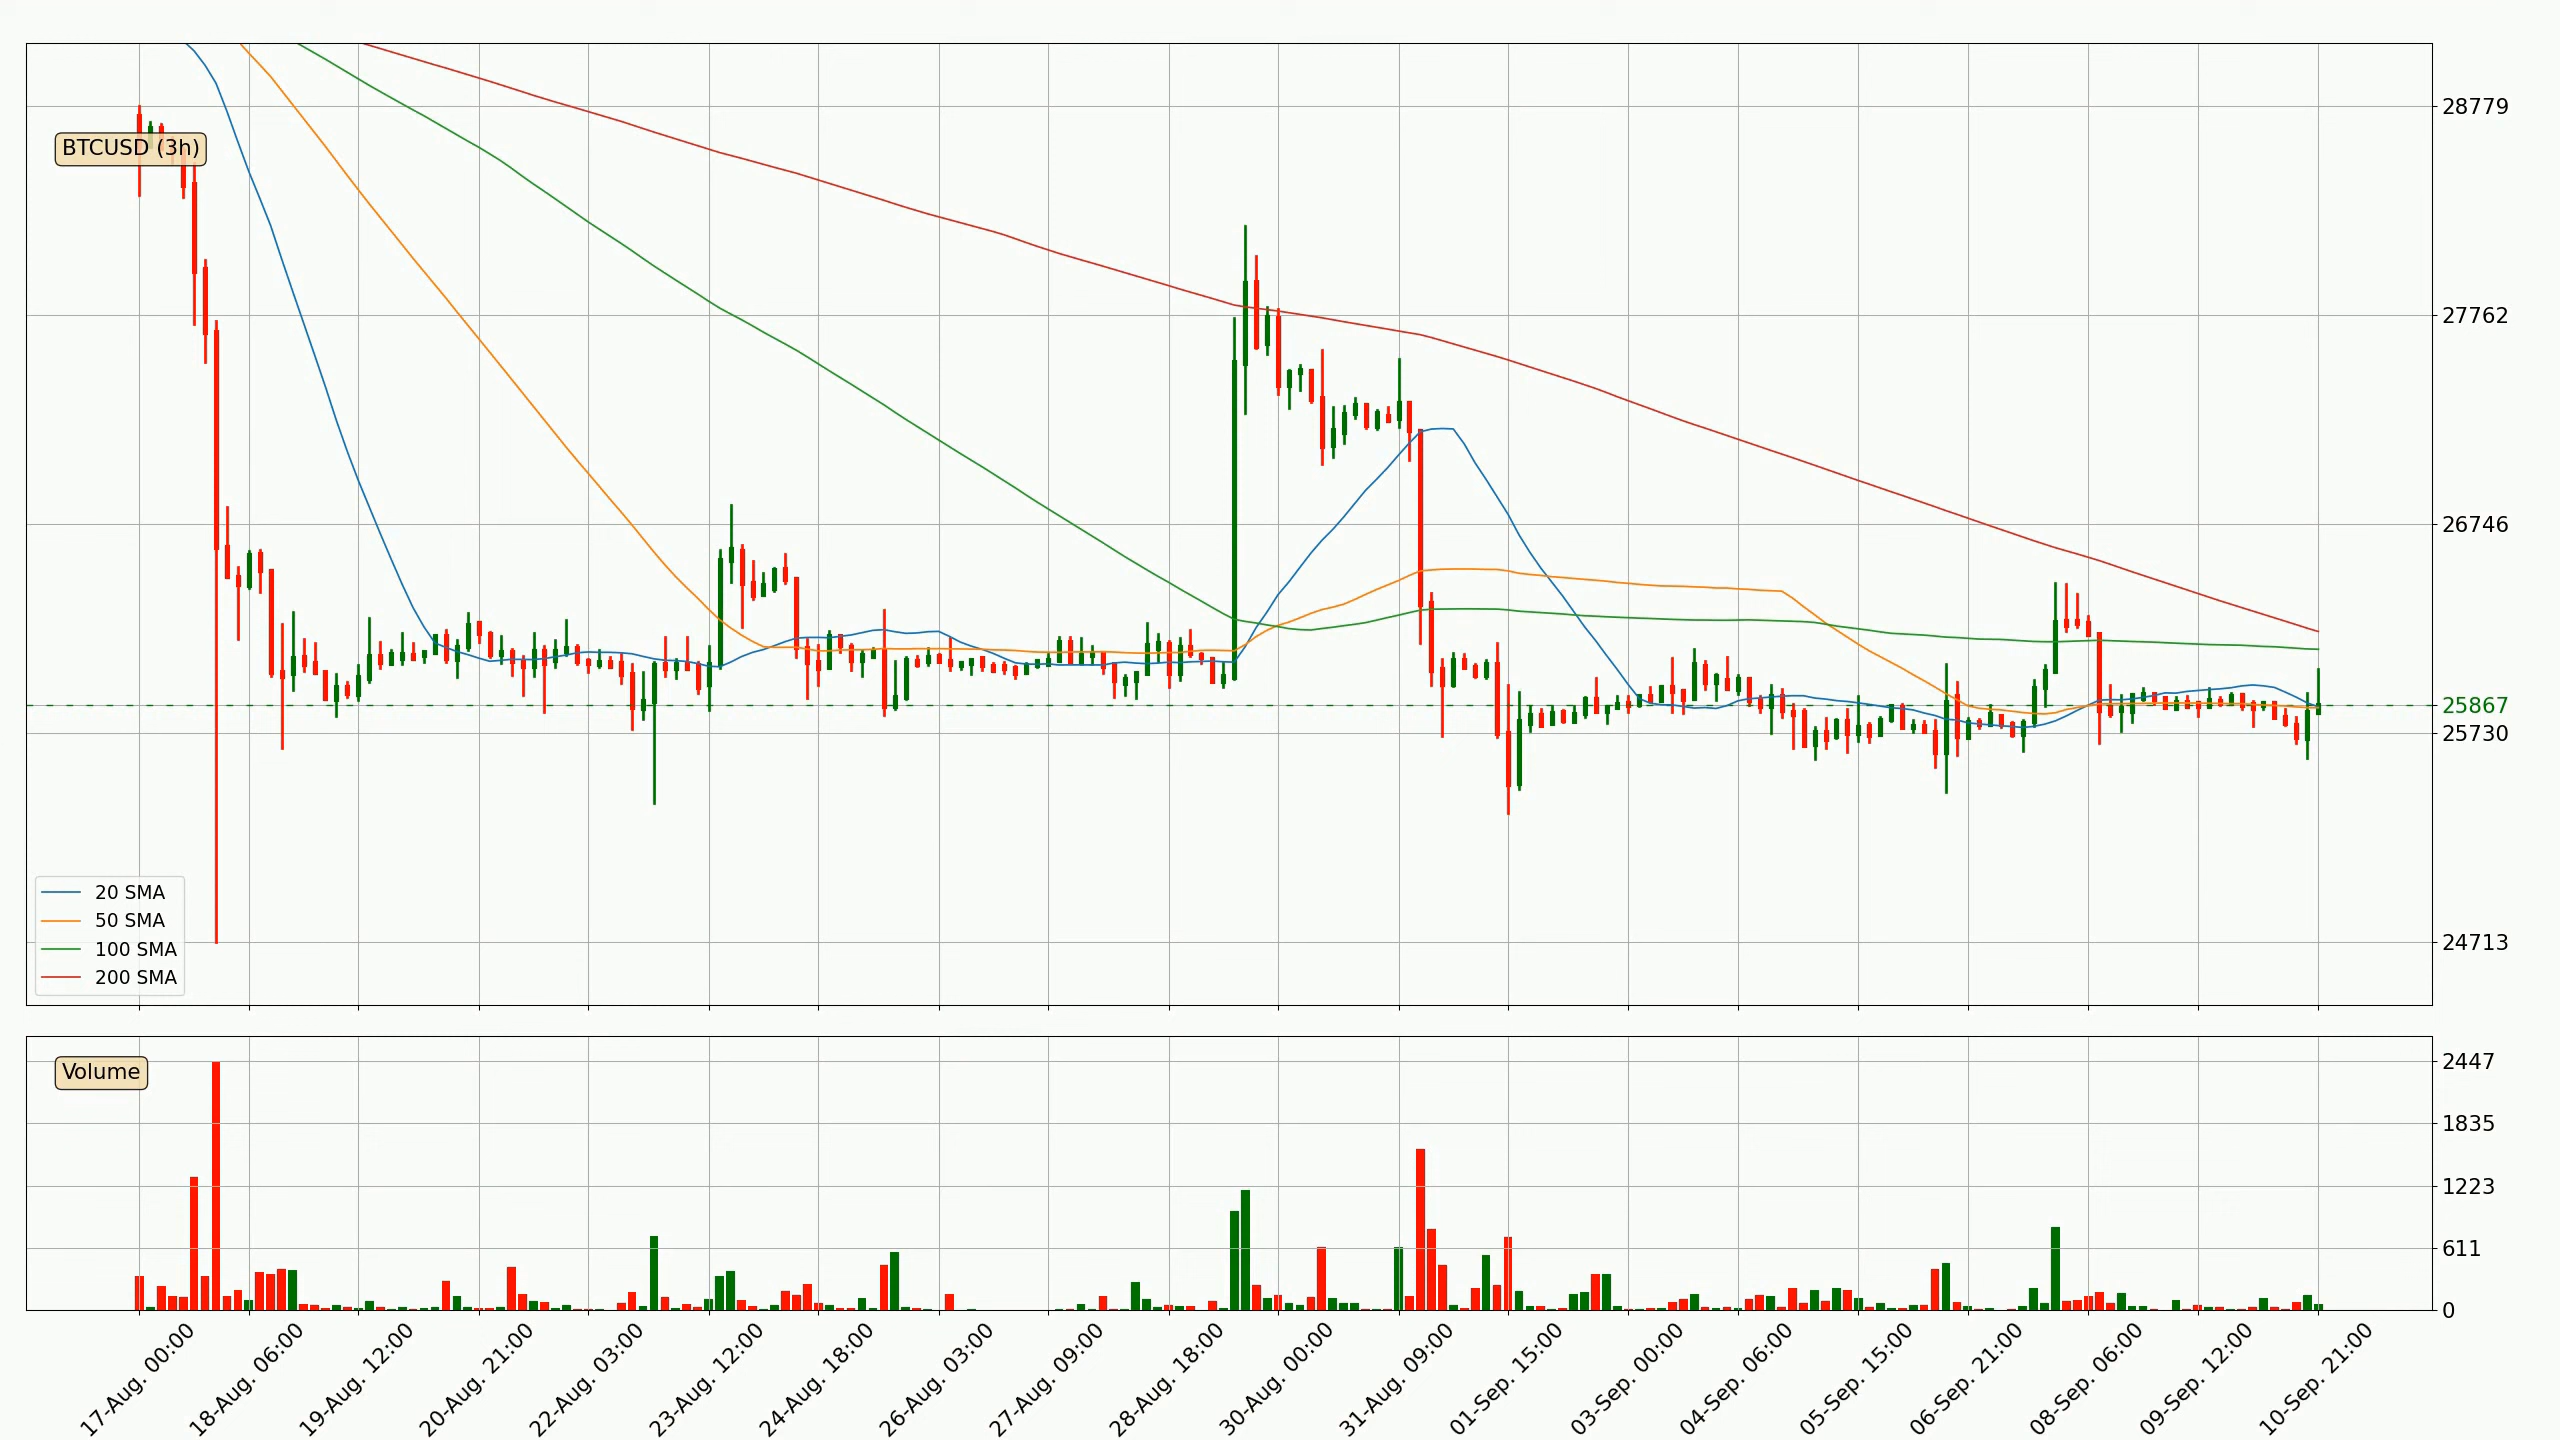 28779
BTCUSD (3h)
27762
26746
25867
25730
20 SMA
50 SMA
100 SMA
200 SMA
24713
Volume
2447
1835
1223
611
0
17-Aug. 00:00
18-Aug. 06:00
19-Aug. 12:00
20-Aug. 21:00
22-Aug. 03:00
23-Aug. 12:00
24-Aug. 18:00
26-Aug. 03:00
27-Aug. 09:00
28-Aug. 18:00
30-Aug. 00:00
31-Aug. 09:00
01-Sep. 15:00
03-Sep. 00:00
04-Sep. 06:00
05-Sep. 15:00
06-Sep. 21:00
08-Sep. 06:00
09-Sep. 12:00
10-Sep. 21:00